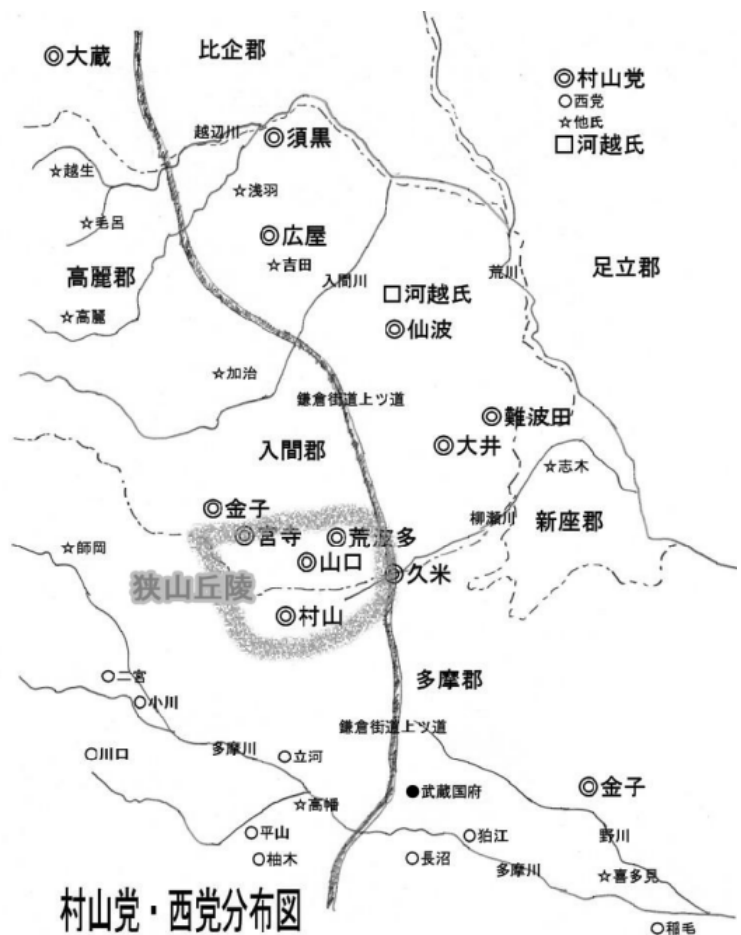 ◎大蔵
比企郡
◎村山党
○西党
☆他氏
□河越氏
越辺川
◎須黒
☆越生
☆浅羽
☆毛呂
◎広屋
☆吉田
高麗郡
入間川
荒川
足立郡
□河越氏
☆高麗
◎仙波
☆加治
鎌倉街道上ツ道
◎難波田
◎大井
入間郡
☆志木
◎金子
柳瀬川
新座郡
◎宮寺
◎荒波多
☆師岡
◎山口
◎久米
狭山丘陵
◎村山
○二宮
多摩郡
○小川
鎌倉街道上ツ道
○川口
多摩川
○立河
●武蔵国府
◎金子
☆高幡
○平山
○狛江
野川
○柚木
○長沼
多摩川
☆喜多見
村山党・西党分布図
○稲毛